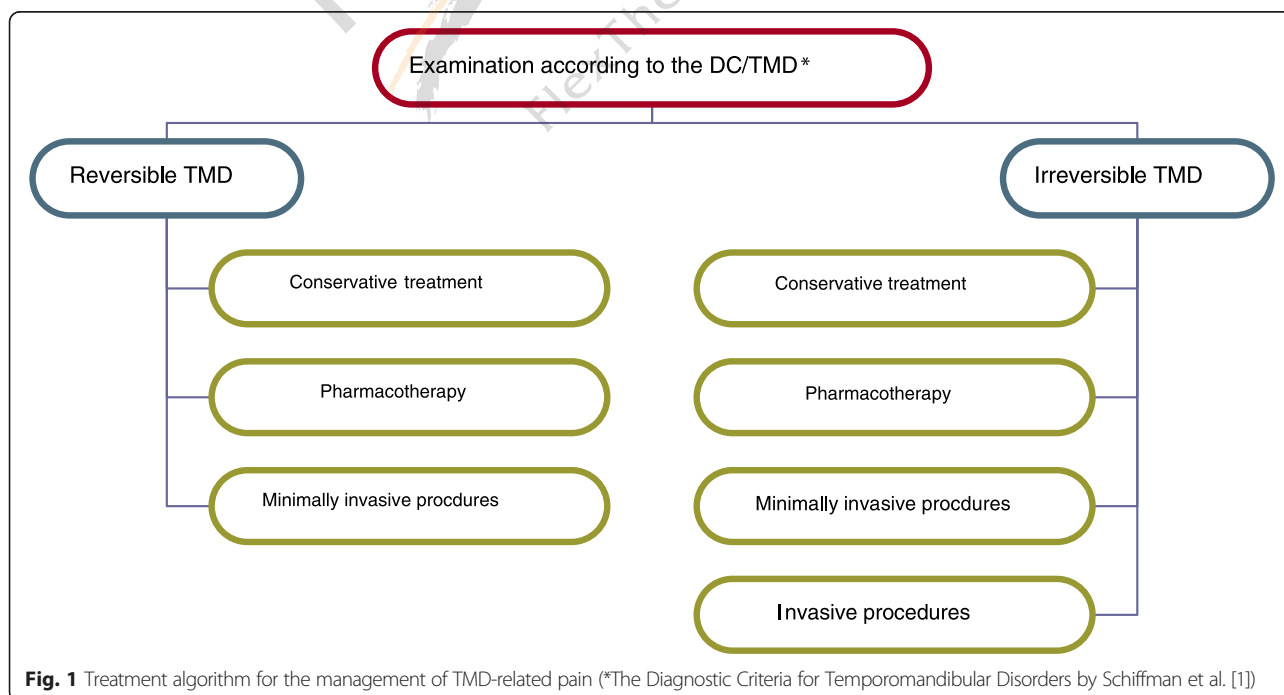 Examination according to the DC/TMD*
Reversible TMD
Irreversible TMD
Conservative treatment
Conservative treatment
Pharmacotherapy
Pharmacotherapy
Minimally invasive procdures
Minimally invasive procdures
Invasive procedures
Fig. 1 Treatment algorithm for the management of TMD-related pain (*The Diagnostic Criteria for Temporomandibular Disorders by Schiffman et al. [1])